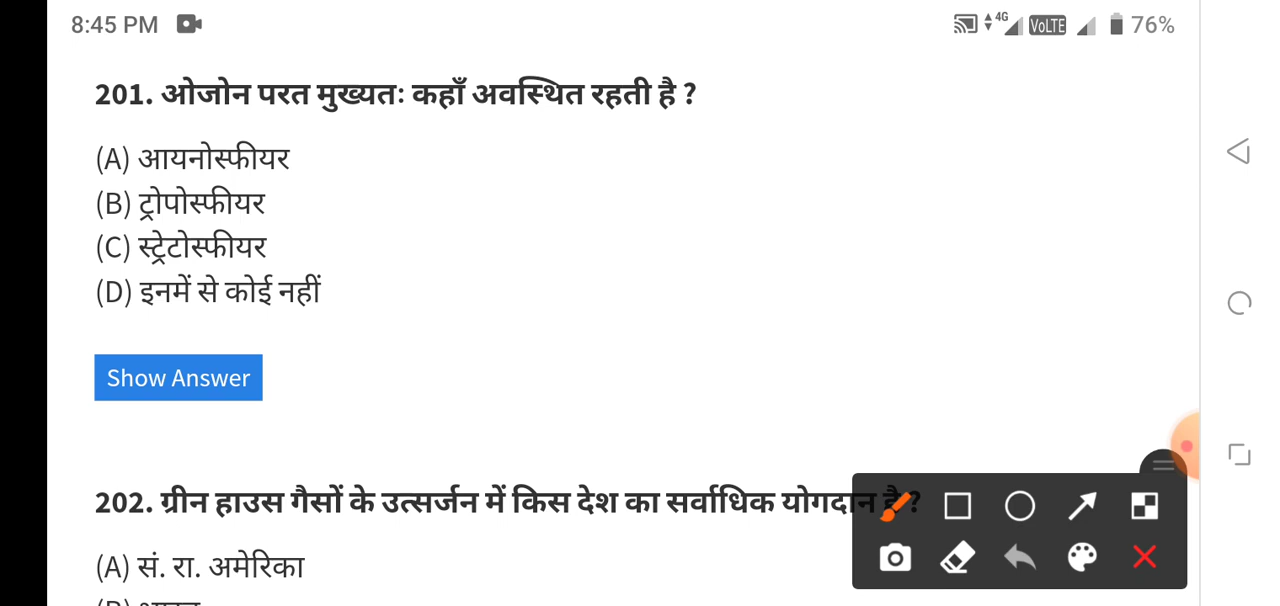 8:45 PM 4G VoLTE 76%
201. ओजोन परत मुख्यतः कहाँ अवस्थित रहती है ?
(A) आयनोस्फीयर
(B) ट्रोपोस्फीयर
(C) स्ट्रेटोस्फीयर
(D) इनमें से कोई नहीं
Show Answer
202. ग्रीन हाउस गैसों के उत्सर्जन में किस देश का सर्वाधिक योगदान है ?
(A) सं. रा. अमेरिका